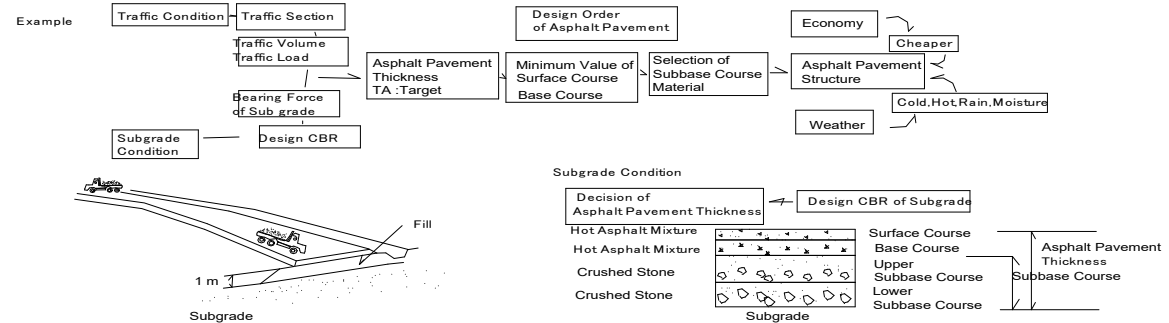 Example
Traffic Condition
Traffic Section
Traffic Volume
Traffic Load
Bearing Force
of Sub grade
Subgrade
Condition
Design CBR
Design Order
of Asphalt Pavement
Asphalt Pavement
Thickness
TA :Target
Minimum Value of
Surface Course
Base Course
Selection of
Subbase Course
Material
Asphalt Pavement
Structure
Economy
Cheaper
Cold,Hot,Rain,Moisture
Weather
Fill
1 m
Subgrade
Subgrade Condition
Decision of
Asphalt Pavement Thickness
Design CBR of Subgrade
Hot Asphalt Mixture
Hot Asphalt Mixture
Crushed Stone
Crushed Stone
Subgrade
Surface Course
Base Course
Upper
Subbase Course
Lower
Subbase Course
Asphalt Pavement
Thickness
Subbase Course